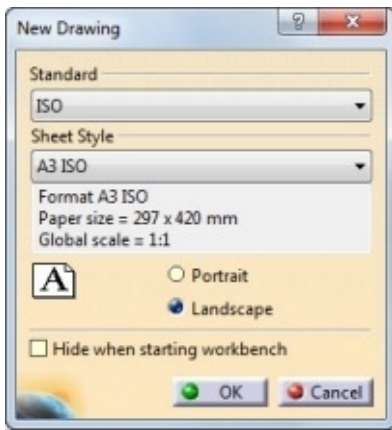 New Drawing
Standard
ISO
Sheet Style
A3 ISO
Format A3 ISO
Paper size = 297 x 420 mm
Global scale = 1:1
A
Portrait
Landscape
Hide when starting workbench
OK Cancel